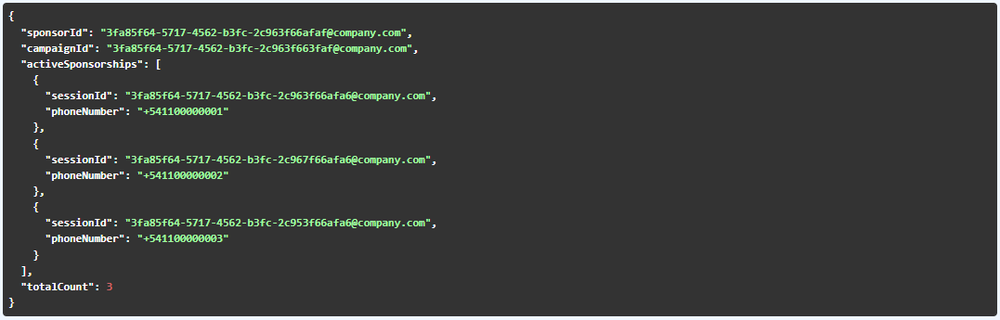 {
  "sponsorId": "3fa85f64-5717-4562-b3fc-2c963f66afaf@company.com",
  "campaignId": "3fa85f64-5717-4562-b3fc-2c963f663faf@company.com",
  "activeSponsorships": [
    {
      "sessionId": "3fa85f64-5717-4562-b3fc-2c963f66afa6@company.com",
      "phoneNumber": "+541100000001"
    },
    {
      "sessionId": "3fa85f64-5717-4562-b3fc-2c967f66afa6@company.com",
      "phoneNumber": "+541100000002"
    },
    {
      "sessionId": "3fa85f64-5717-4562-b3fc-2c953f66afa6@company.com",
      "phoneNumber": "+541100000003"
    }
  ],
  "totalCount": 3
}